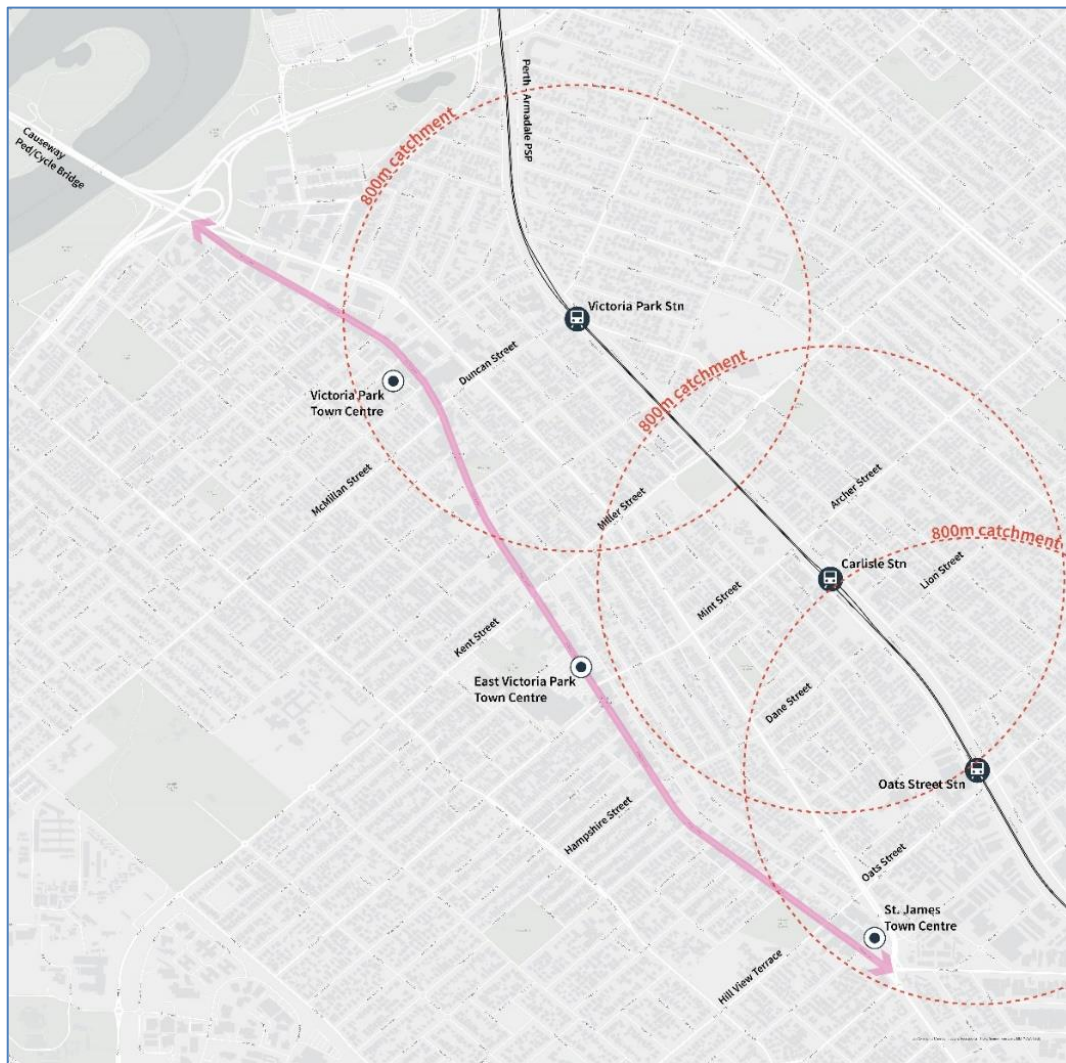 Perth - Armadale PSP
Causeway
Ped/Cycle Bridge
800m catchment
Victoria Park Stn
Duncan Street
800m catchment
Victoria Park
Town Centre
McMillan Street
Miller Street
Archer Street
800m catchment
Carlisle Stn
Lion Street
Mint Street
Kent Street
East Victoria Park
Town Centre
Dane Street
Oats Street Stn
Hampshire Street
Oats Street
St. James
Town Centre
Hill View Terrace